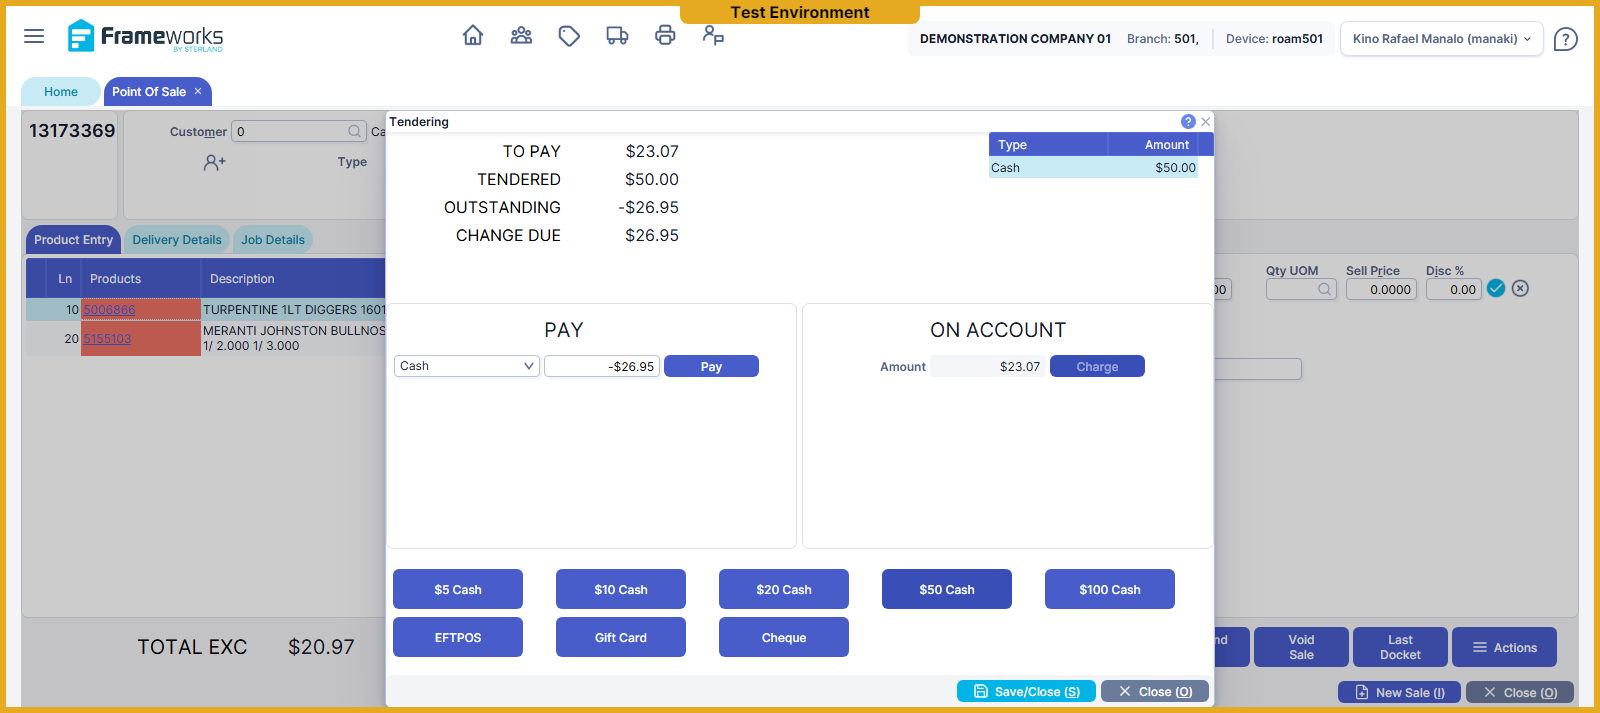 Test Environment
Frameworks
BY STERLAND
DEMONSTRATION COMPANY 01 Branch: 501, Device: roam501
Kino Rafael Manalo (manaki)
Home
Point Of Sale
13173369
Customer 0 Ca
Type
Product Entry Delivery Details Job Details
Ln Products Description
10 5006866 TURPENTINE 1LT DIGGERS 1601
20 5155103 MERANTI JOHNSTON BULLNOS
1/ 2.000 1/ 3.000
TOTAL EXC $20.97
Tendering
TO PAY $23.07
TENDERED $50.00
OUTSTANDING -$26.95
CHANGE DUE $26.95
Type Amount
Cash $50.00
PAY
Cash -$26.95 Pay
ON ACCOUNT
Amount $23.07 Charge
$5 Cash $10 Cash $20 Cash $50 Cash $100 Cash
EFTPOS Gift Card Cheque
Save/Close (S) Close (O)
Qty UOM Sell Price Disc %
00 0.0000 0.00
nd
Void Sale
Last Docket
Actions
New Sale (I) Close (O)